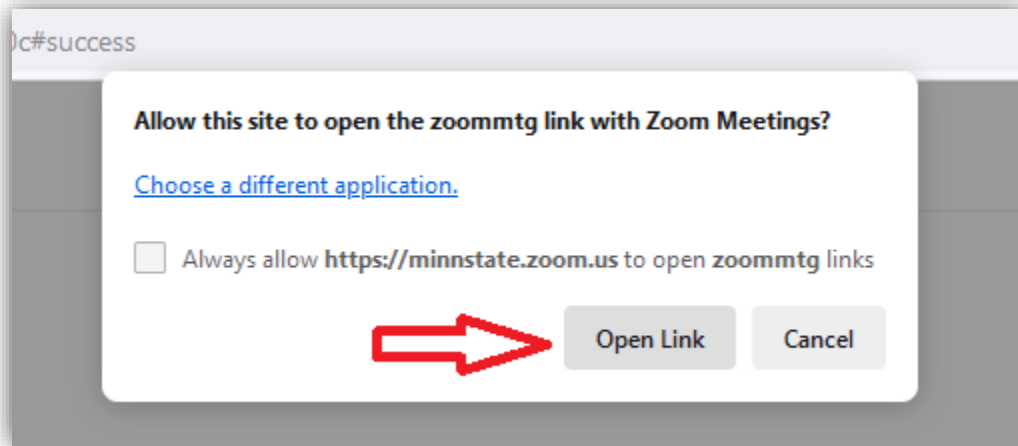 0c#success
Allow this site to open the zoommtg link with Zoom Meetings?
Choose a different application.
Always allow https://minnstate.zoom.us to open zoommtg links
Open Link
Cancel